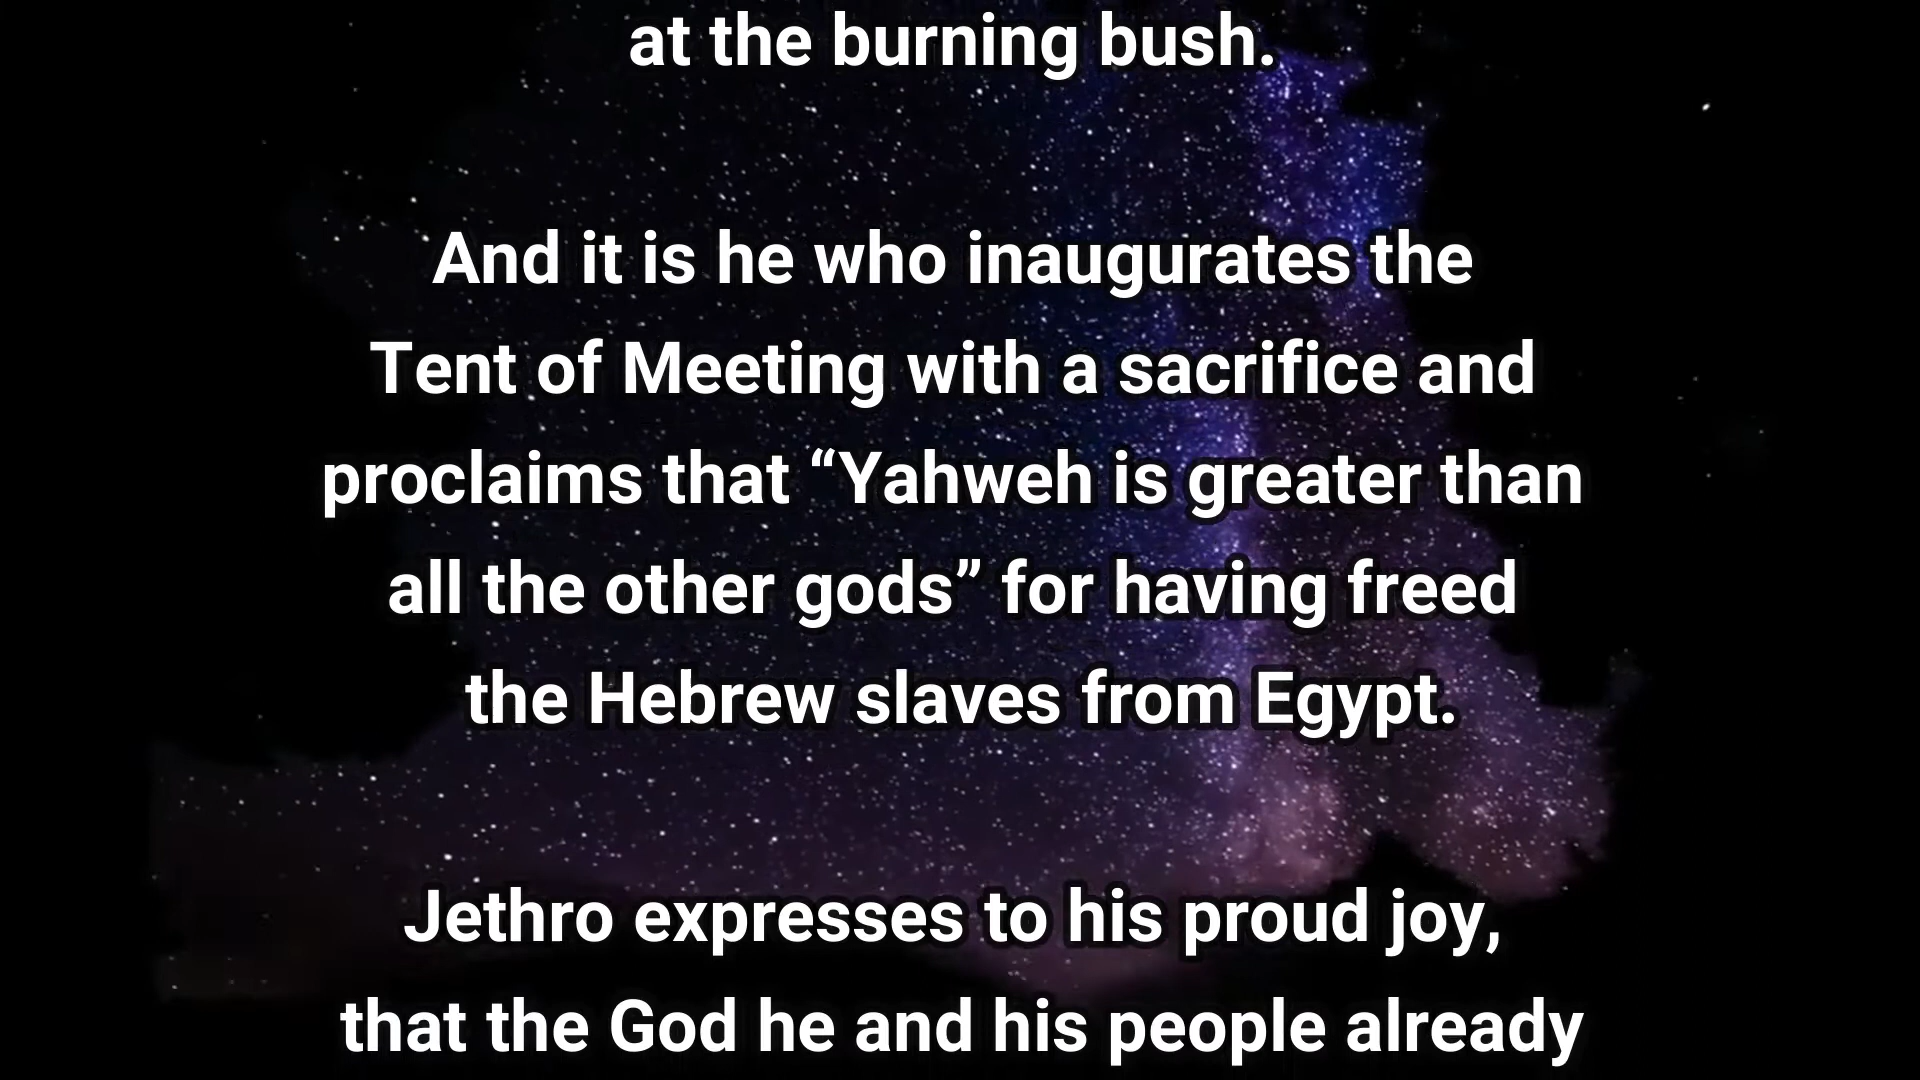 at the burning bush.
And it is he who inaugurates the
Tent of Meeting with a sacrifice and
proclaims that “Yahweh is greater than
all the other gods” for having freed
the Hebrew slaves from Egypt.
Jethro expresses to his proud joy,
that the God he and his people already